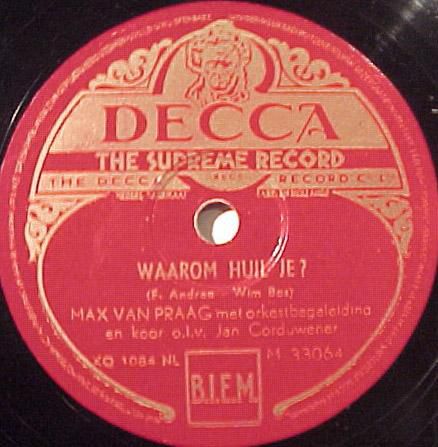 DECCA
THE SUPREME RECORD
THE DECCA RECORD C
WAAROM HUIL JE?
(F. Andree - Wim Bos)
MAX VAN PRAAG met orkestbegeleiding
en koor o.l.v. Jan Corduwener
XO 1084 NL M 33064
B.I.E.M.